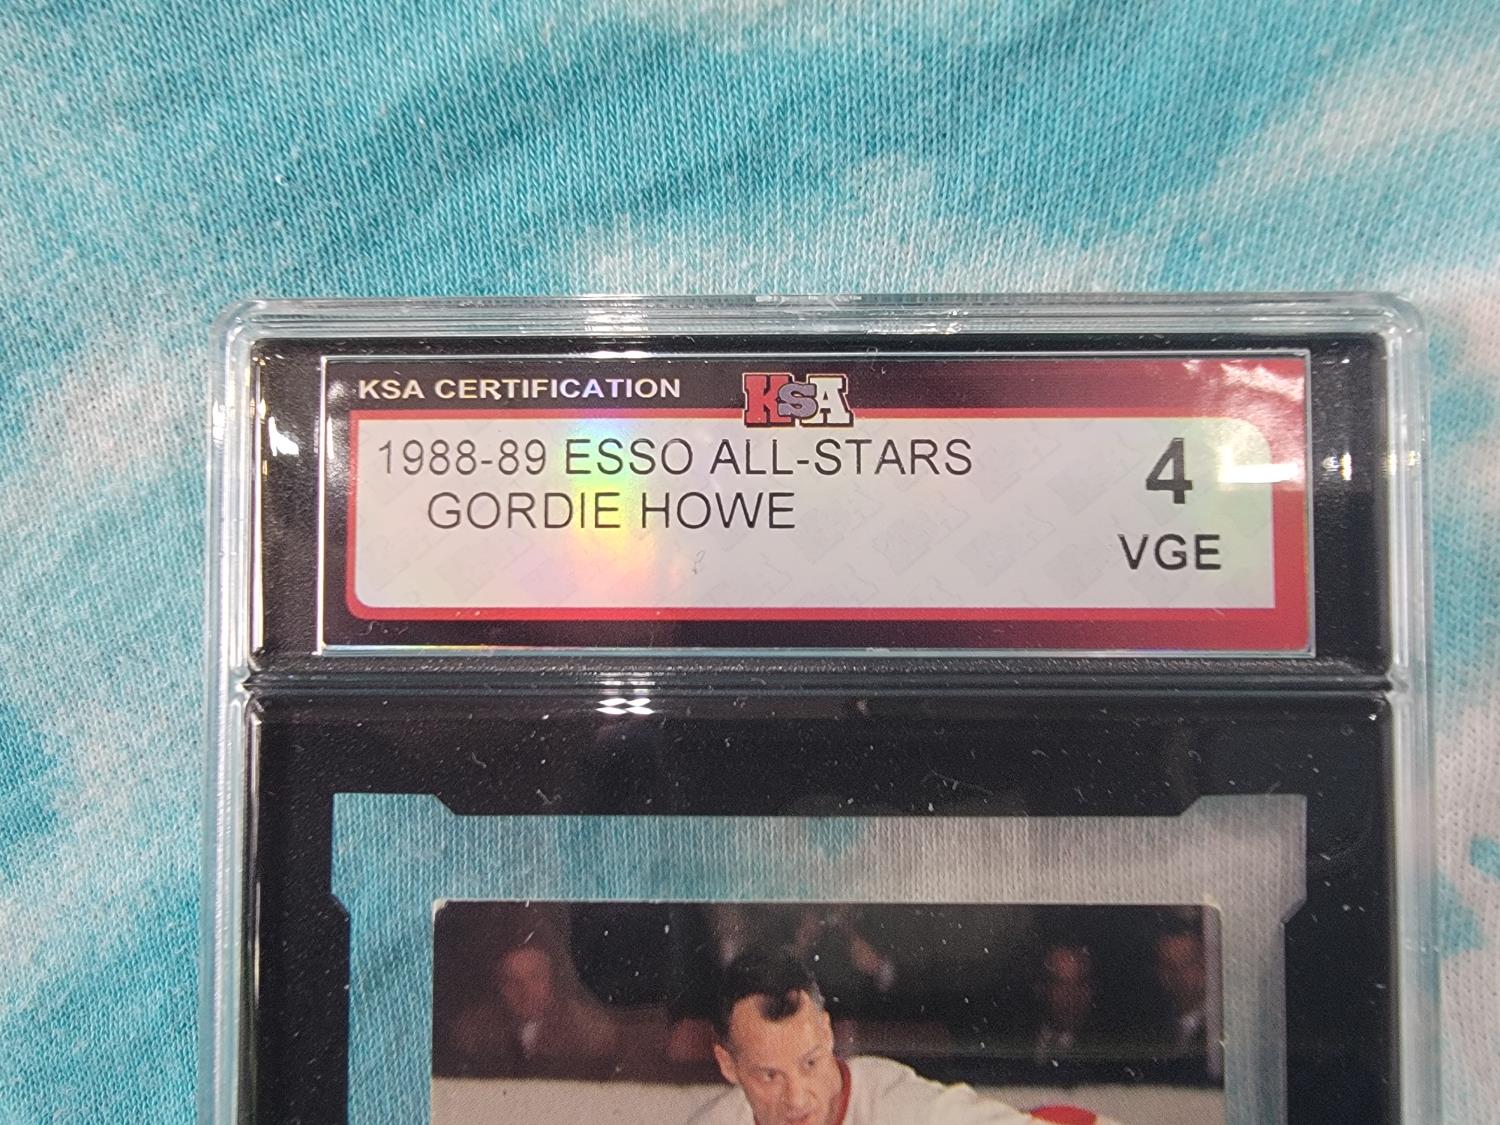 KSA CERTIFICATION KSA
1988-89 ESSO ALL-STARS
GORDIE HOWE
4
VGE